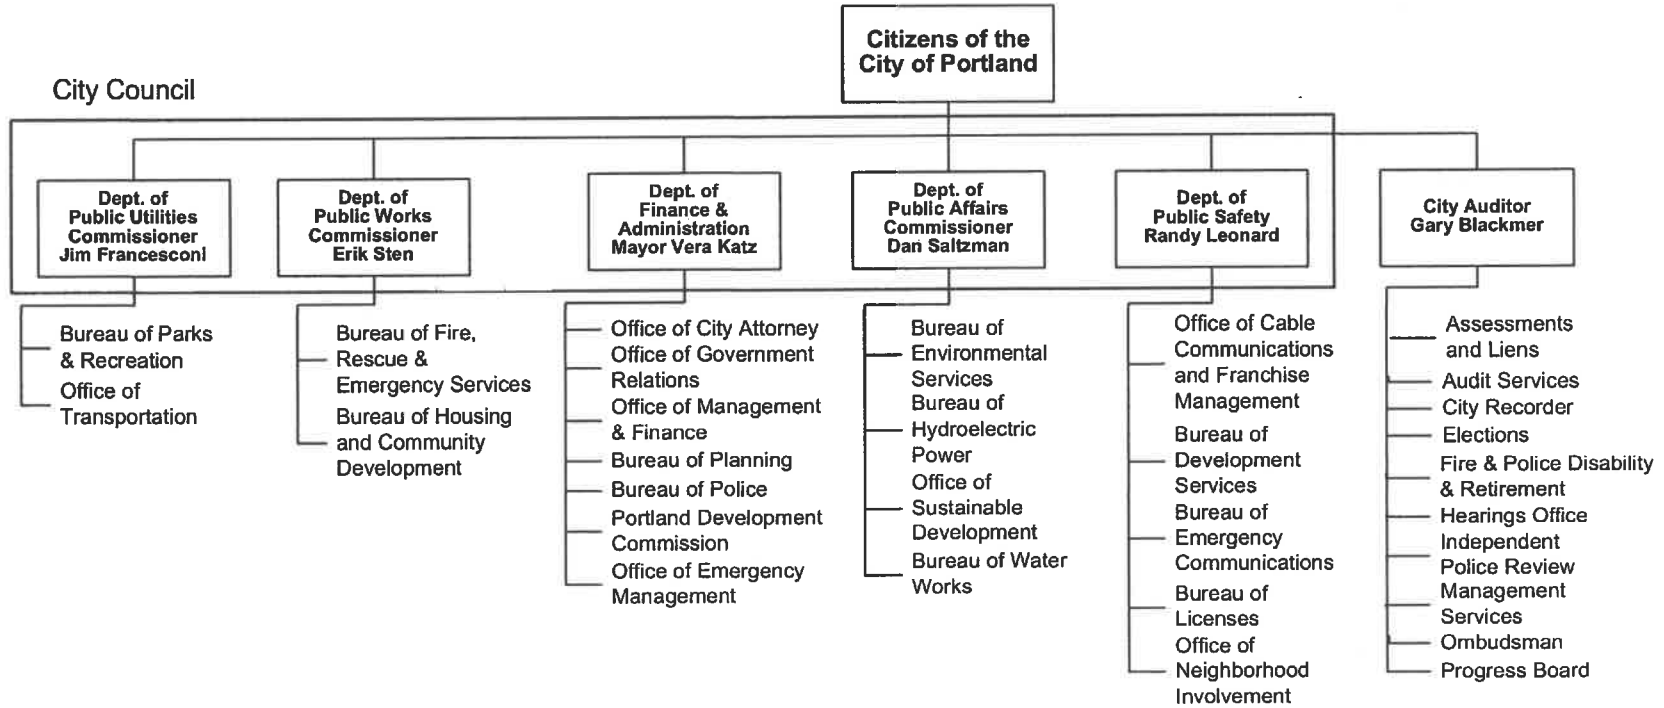 Citizens of the
City of Portland
City Council
Dept. of
Public Utilities
Commissioner
Jim Francesconi
Dept. of
Public Works
Commissioner
Erik Sten
Dept. of
Finance &
Administration
Mayor Vera Katz
Dept. of
Public Affairs
Commissioner
Dan Saltzman
Dept. of
Public Safety
Randy Leonard
City Auditor
Gary Blackmer
Bureau of Parks
& Recreation
Office of
Transportation
Bureau of Fire,
Rescue &
Emergency Services
Bureau of Housing
and Community
Development
Office of City Attorney
Office of Government
Relations
Office of Management
& Finance
Bureau of Planning
Bureau of Police
Portland Development
Commission
Office of Emergency
Management
Bureau of
Environmental
Services
Bureau of
Hydroelectric
Power
Office of
Sustainable
Development
Bureau of Water
Works
Office of Cable
Communications
and Franchise
Management
Bureau of
Development
Services
Bureau of
Emergency
Communications
Bureau of
Licenses
Office of
Neighborhood
Involvement
Assessments
and Liens
Audit Services
City Recorder
Elections
Fire & Police Disability
& Retirement
Hearings Office
Independent
Police Review
Management
Services
Ombudsman
Progress Board